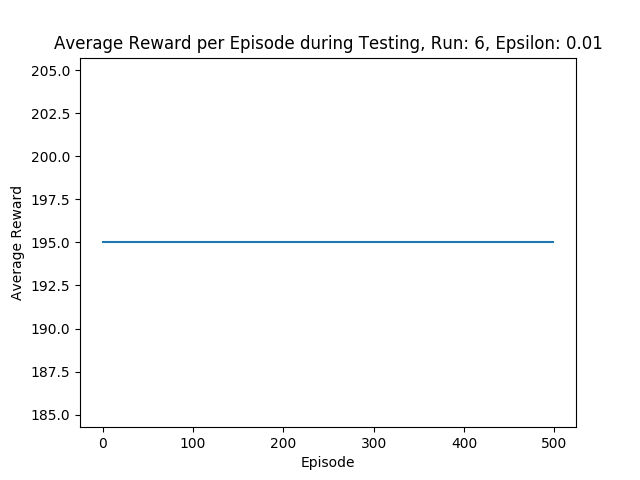 Average Reward per Episode during Testing, Run: 6, Epsilon: 0.01
205.0
202.5
200.0
197.5
195.0
192.5
190.0
187.5
185.0
Average Reward
0 100 200 300 400 500
Episode